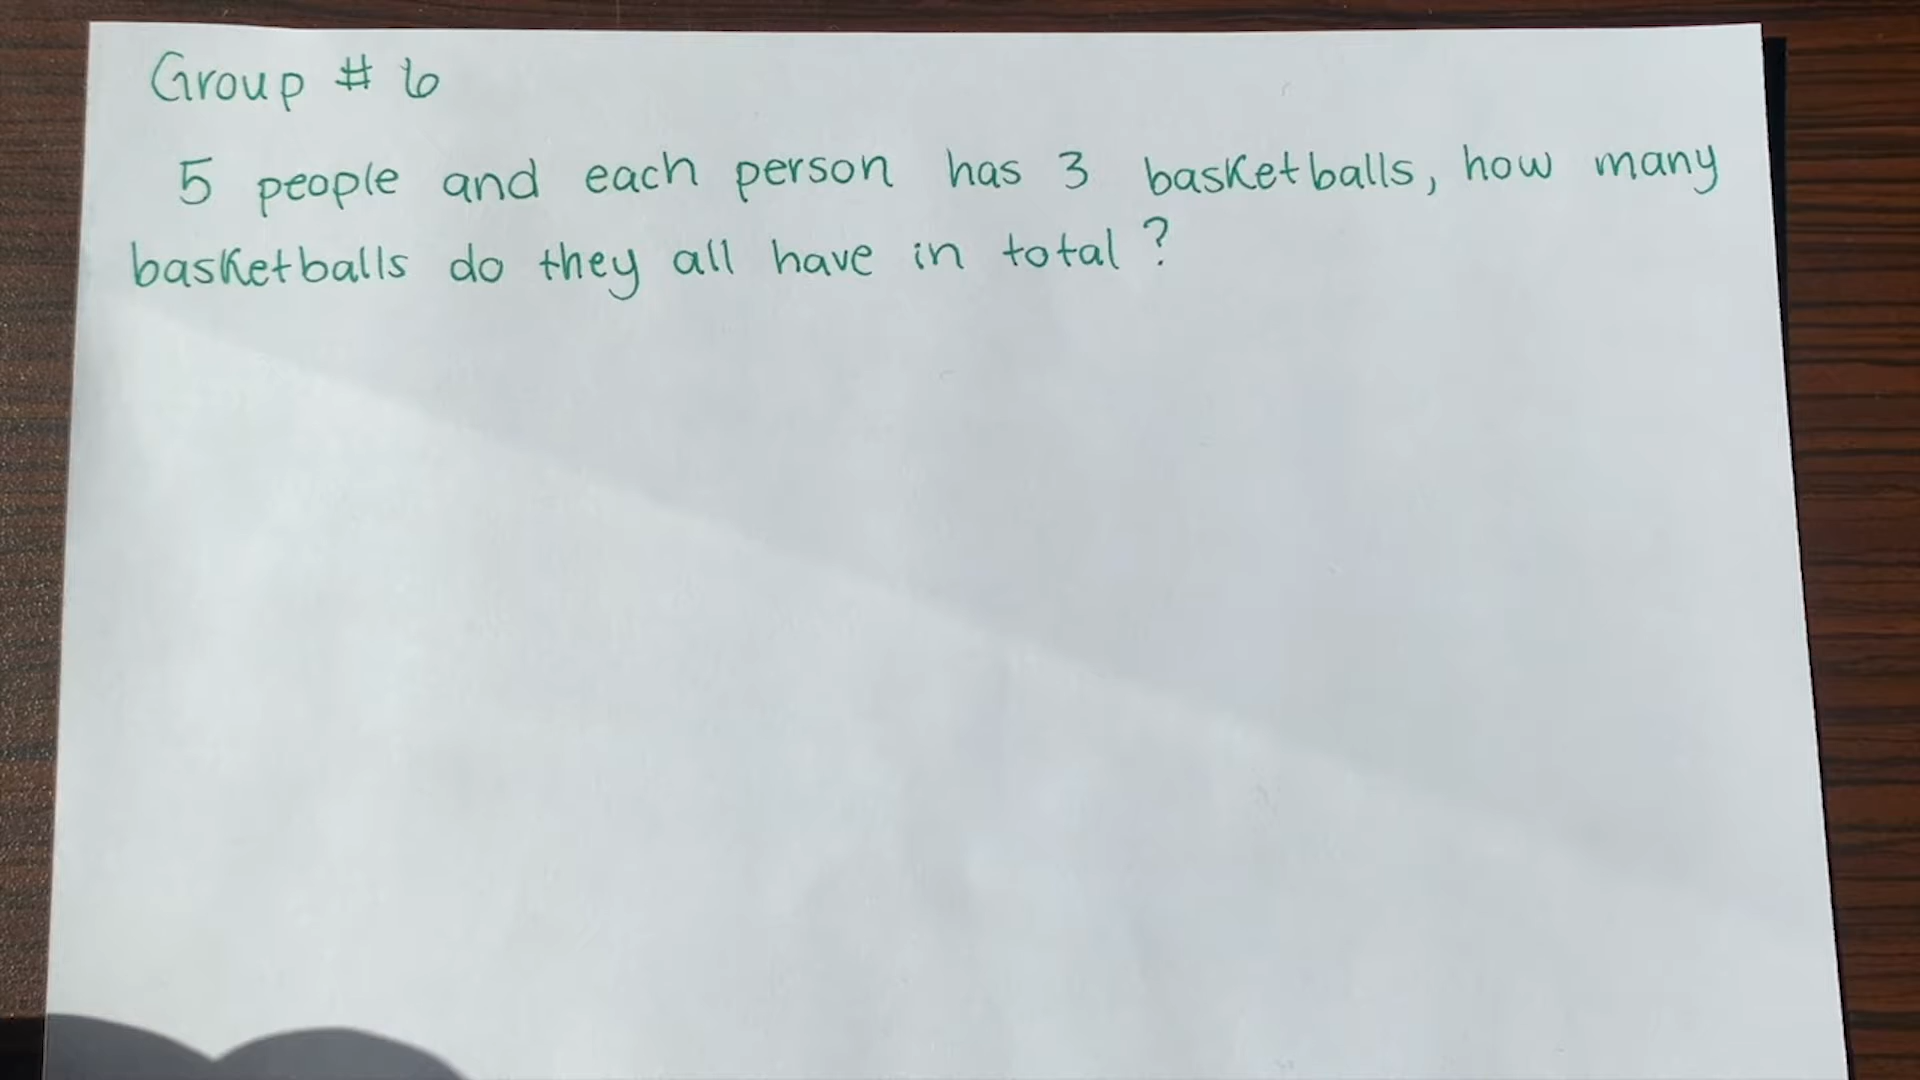 Group # 6
5 people and each person has 3 basketballs, how many
basketballs do they all have in total ?